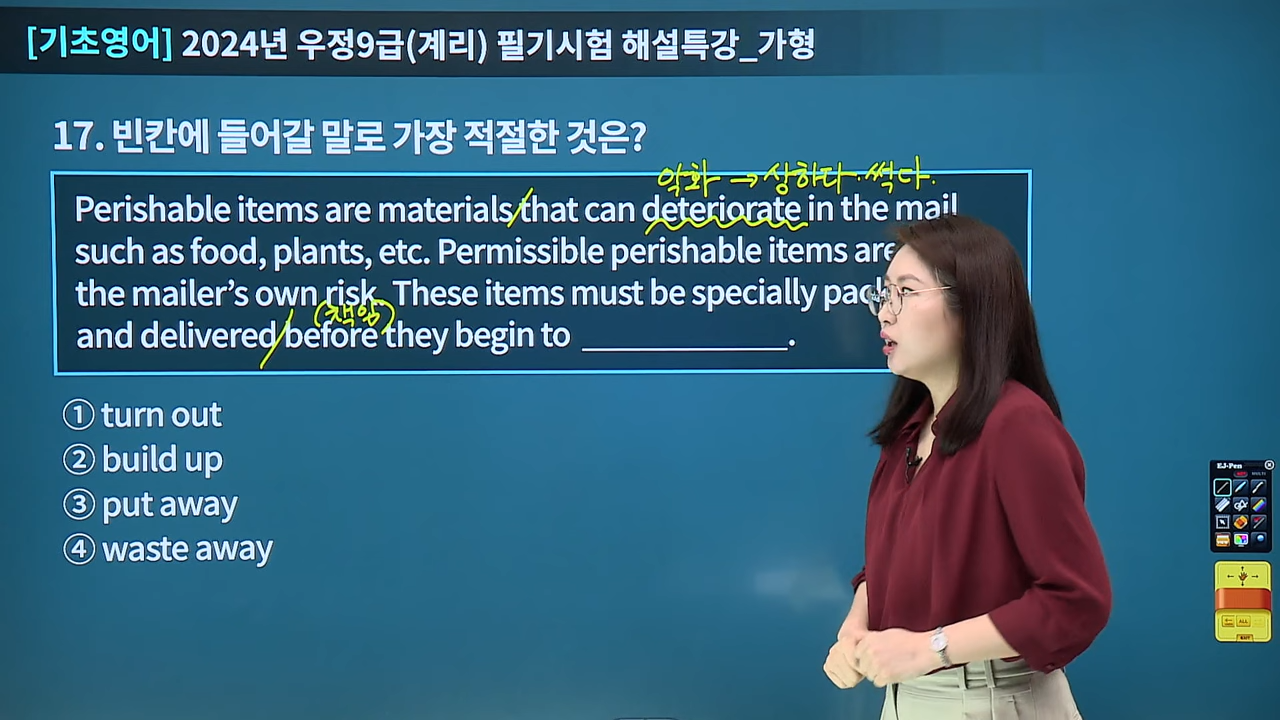 [기초영어] 2024년 우정9급(계리) 필기시험 해설특강_가형
17. 빈칸에 들어갈 말로 가장 적절한 것은?
악화 → 상하다·썩다.
Perishable items are materials that can deteriorate in the mail
such as food, plants, etc. Permissible perishable items are
the mailer's own risk. These items must be specially
(책임)
and delivered before they begin to ____________.
① turn out
② build up
③ put away
④ waste away
EJ-Pen
ALL
EXIT